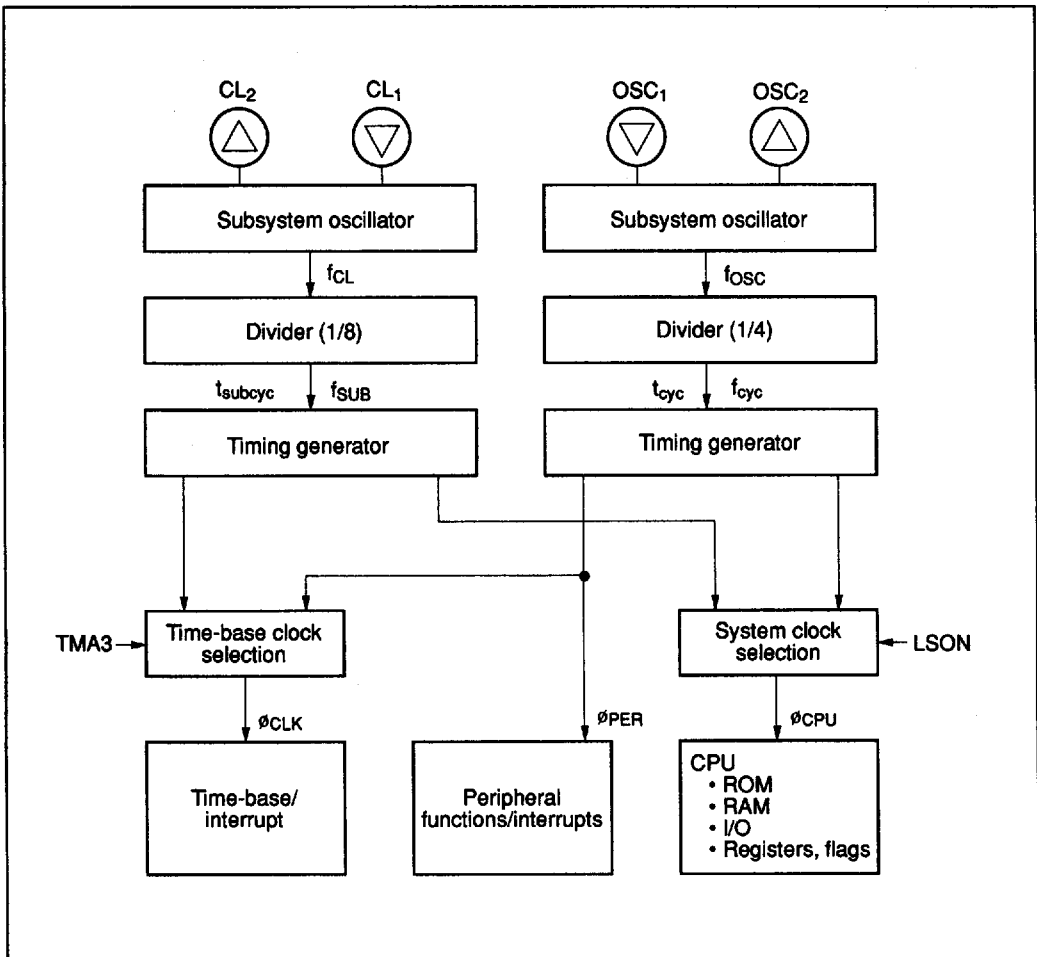 CL2
CL1
OSC1
OSC2
Subsystem oscillator
Subsystem oscillator
fCL
fOSC
Divider (1/8)
Divider (1/4)
tsubcyc
fSUB
tcyc
fcyc
Timing generator
Timing generator
TMA3
Time-base clock
selection
System clock
selection
LSON
øCLK
øPER
øCPU
Time-base/
interrupt
Peripheral
functions/interrupts
CPU
• ROM
• RAM
• I/O
• Registers, flags